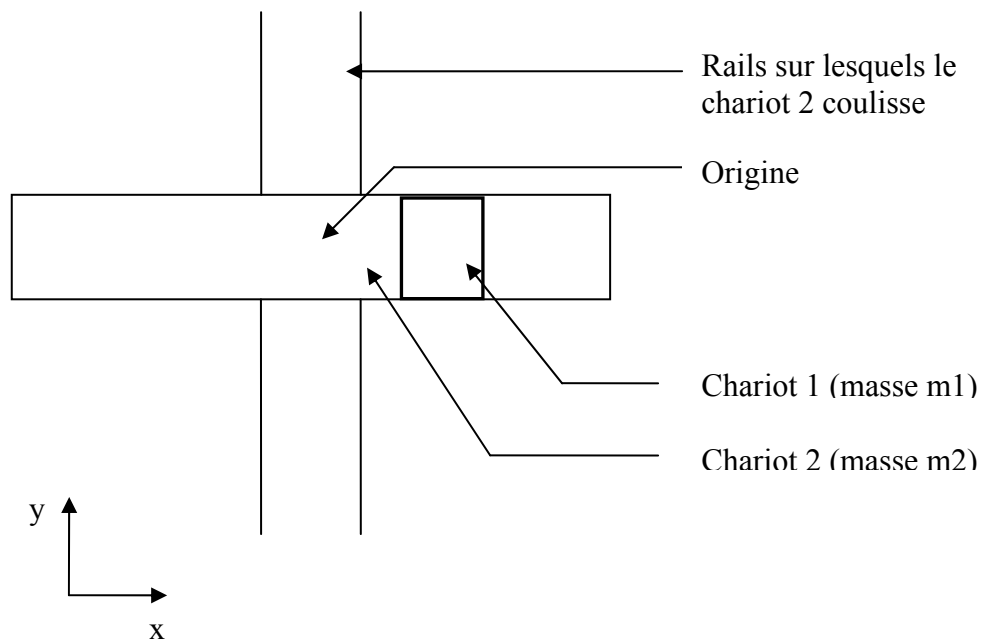 Rails sur lesquels le
chariot 2 coulisse
Origine
Chariot 1 (masse m1)
Chariot 2 (masse m2)
y
x